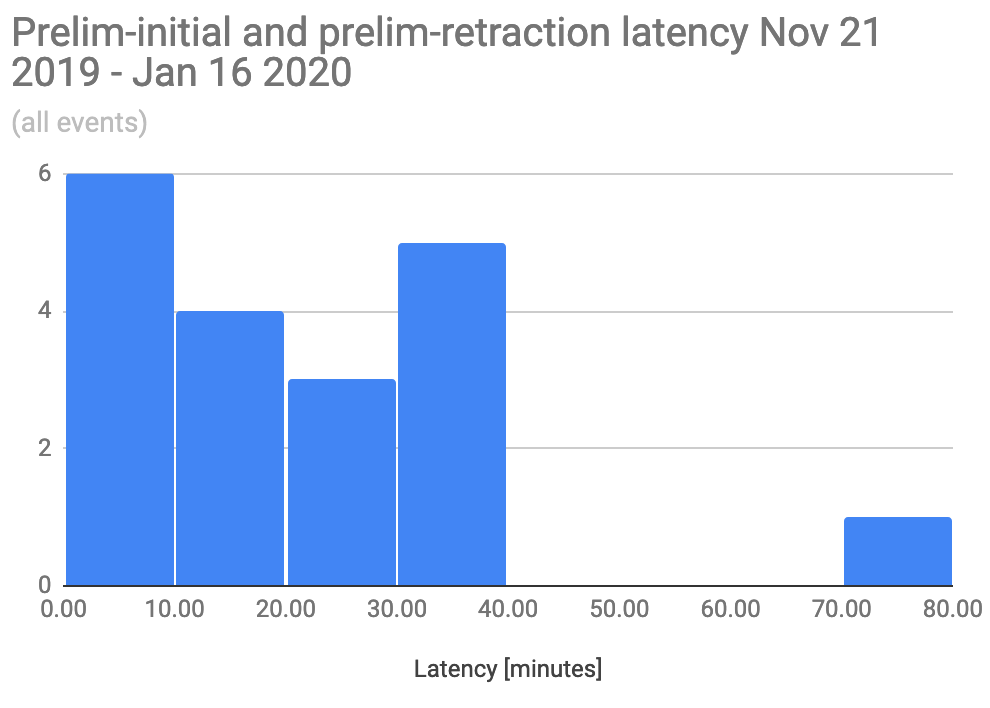 Prelim-initial and prelim-retraction latency Nov 21
2019 - Jan 16 2020
(all events)
6
4
2
0
0.00 10.00 20.00 30.00 40.00 50.00 60.00 70.00 80.00
Latency [minutes]